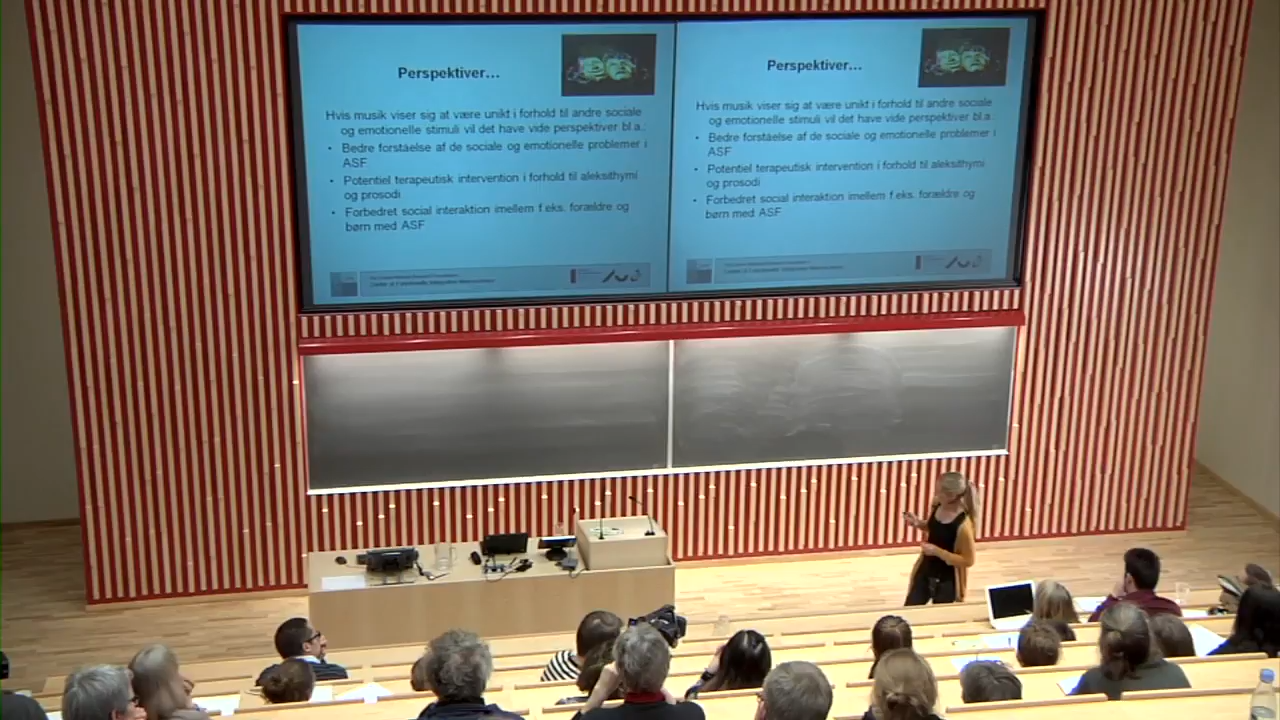 Perspektiver...
Hvis musik viser sig at være unikt i forhold til andre sociale
og emotionelle stimuli vil det have vide perspektiver bl.a.:
• Bedre forståelse af de sociale og emotionelle problemer i
ASF
• Potentiel terapeutisk intervention i forhold til aleksithymi
og prosodi
• Forbedret social interaktion imellem f.eks. forældre og
børn med ASF
Perspektiver...
Hvis musik viser sig at være unikt i forhold til andre sociale
og emotionelle stimuli vil det have vide perspektiver bl.a.:
• Bedre forståelse af de sociale og emotionelle problemer i
ASF
• Potentiel terapeutisk intervention i forhold til aleksithymi
og prosodi
• Forbedret social interaktion imellem f.eks. forældre og
børn med ASF